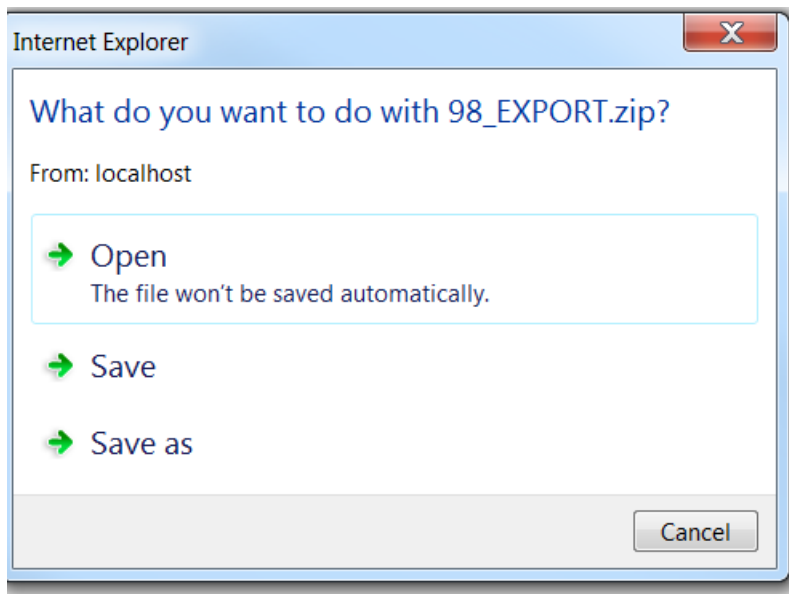 Internet Explorer
What do you want to do with 98_EXPORT.zip?
From: localhost
Open
The file won't be saved automatically.
Save
Save as
Cancel